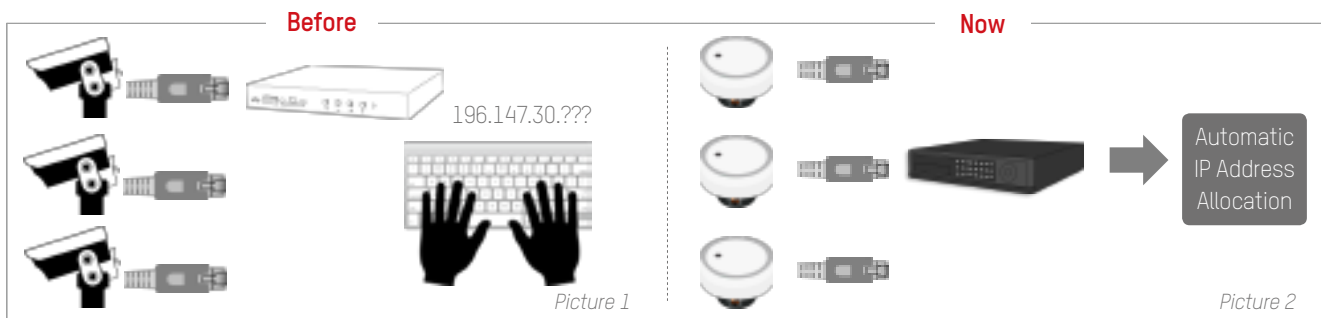 Before
Now
196.147.30.???
Automatic
IP Address
Allocation
Picture 1
Picture 2